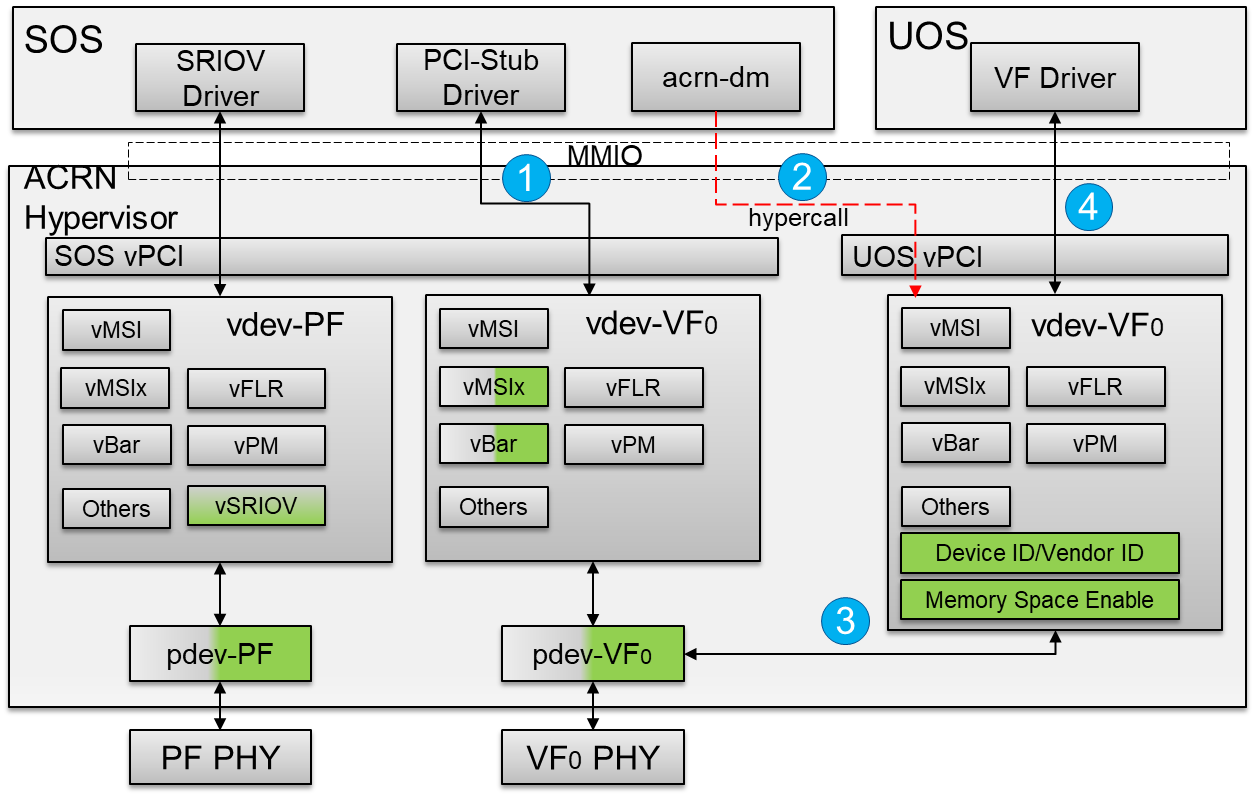 SOS
SRIOV
Driver
PCI-Stub
Driver
acrn-dm
UOS
VF Driver
MMIO
ACRN
Hypervisor
1
2
hypercall
4
SOS vPCI
UOS vPCI
vdev-PF
vMSI
vMSIx
vFLR
vBar
vPM
Others
vSRIOV
vdev-VF0
vMSI
vMSIx
vFLR
vBar
vPM
Others
vdev-VF0
vMSI
vMSIx
vFLR
vBar
vPM
Others
Device ID/Vendor ID
Memory Space Enable
3
pdev-PF
pdev-VF0
PF PHY
VF0 PHY